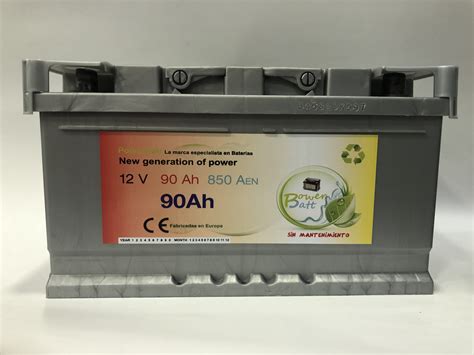 La marca especialista en Baterias
New generation of power
12 V 90 Ah 850 AEN
90Ah
CE Fabricadas en Europa
YEAR 1 2 3 4 5 6 7 8 9 0 MONTH 1 2 3 4 5 6 7 8 9 10 11 12
Power
Batt
SIN MANTENIMIENTO